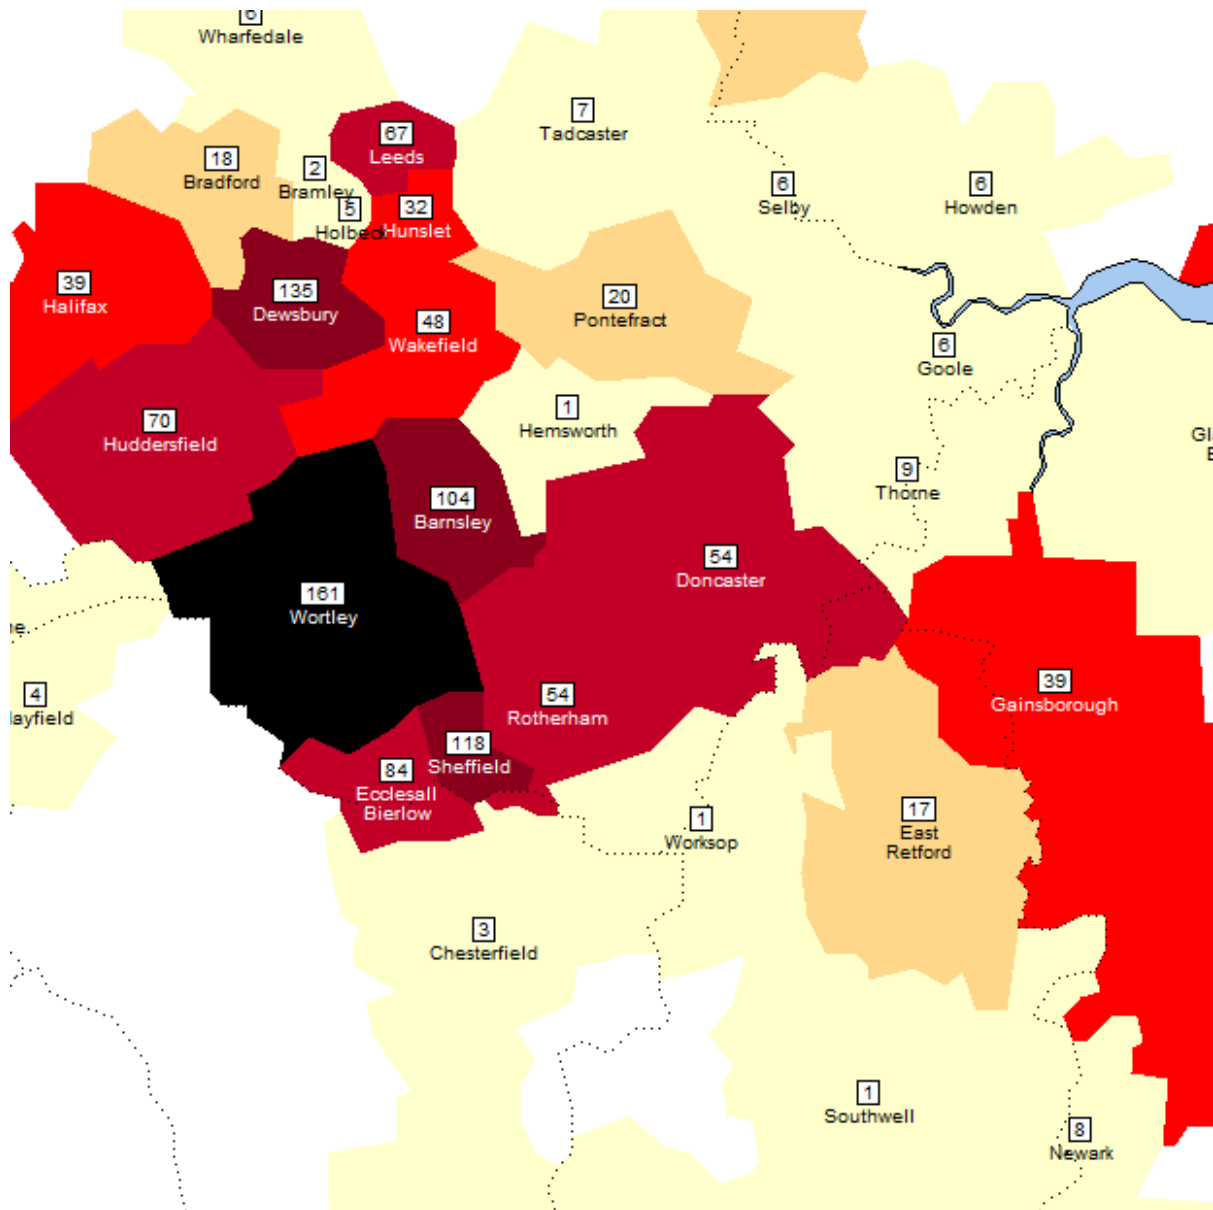 6
Wharfedale
7
Tadcaster
67
Leeds
18
Bradford
2
Bramley
6
Selby
6
Howden
5
Holbeck
32
Hunslet
39
Halifax
135
Dewsbury
20
Pontefract
48
Wakefield
6
Goole
70
Huddersfield
1
Hemsworth
9
Thorne
104
Barnsley
54
Doncaster
161
Wortley
4
layfield
54
Rotherham
39
Gainsborough
118
Sheffield
84
Ecclesall
Bierlow
1
Worksop
17
East
Retford
3
Chesterfield
1
Southwell
8
Newark